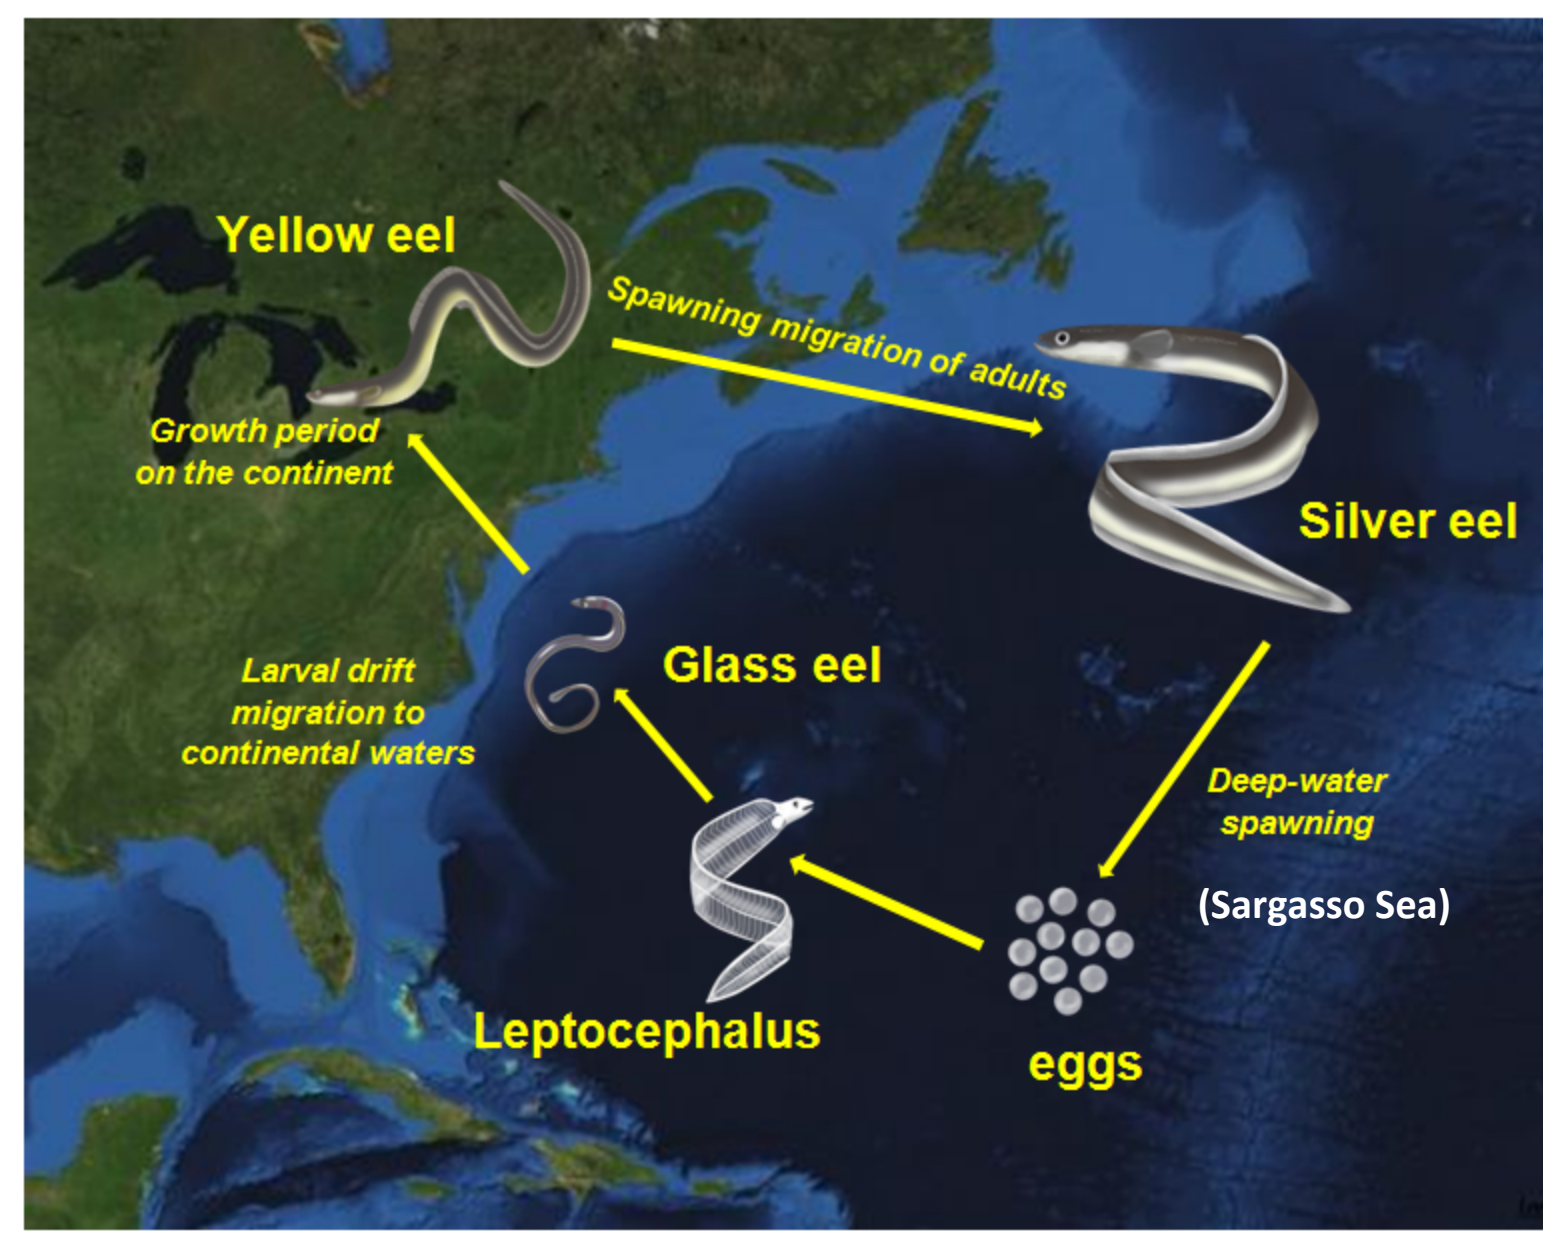 Yellow eel
Spawning migration of adults
Growth period
on the continent
Silver eel
Glass eel
Larval drift
migration to
continental waters
Deep-water
spawning
(Sargasso Sea)
Leptocephalus
eggs